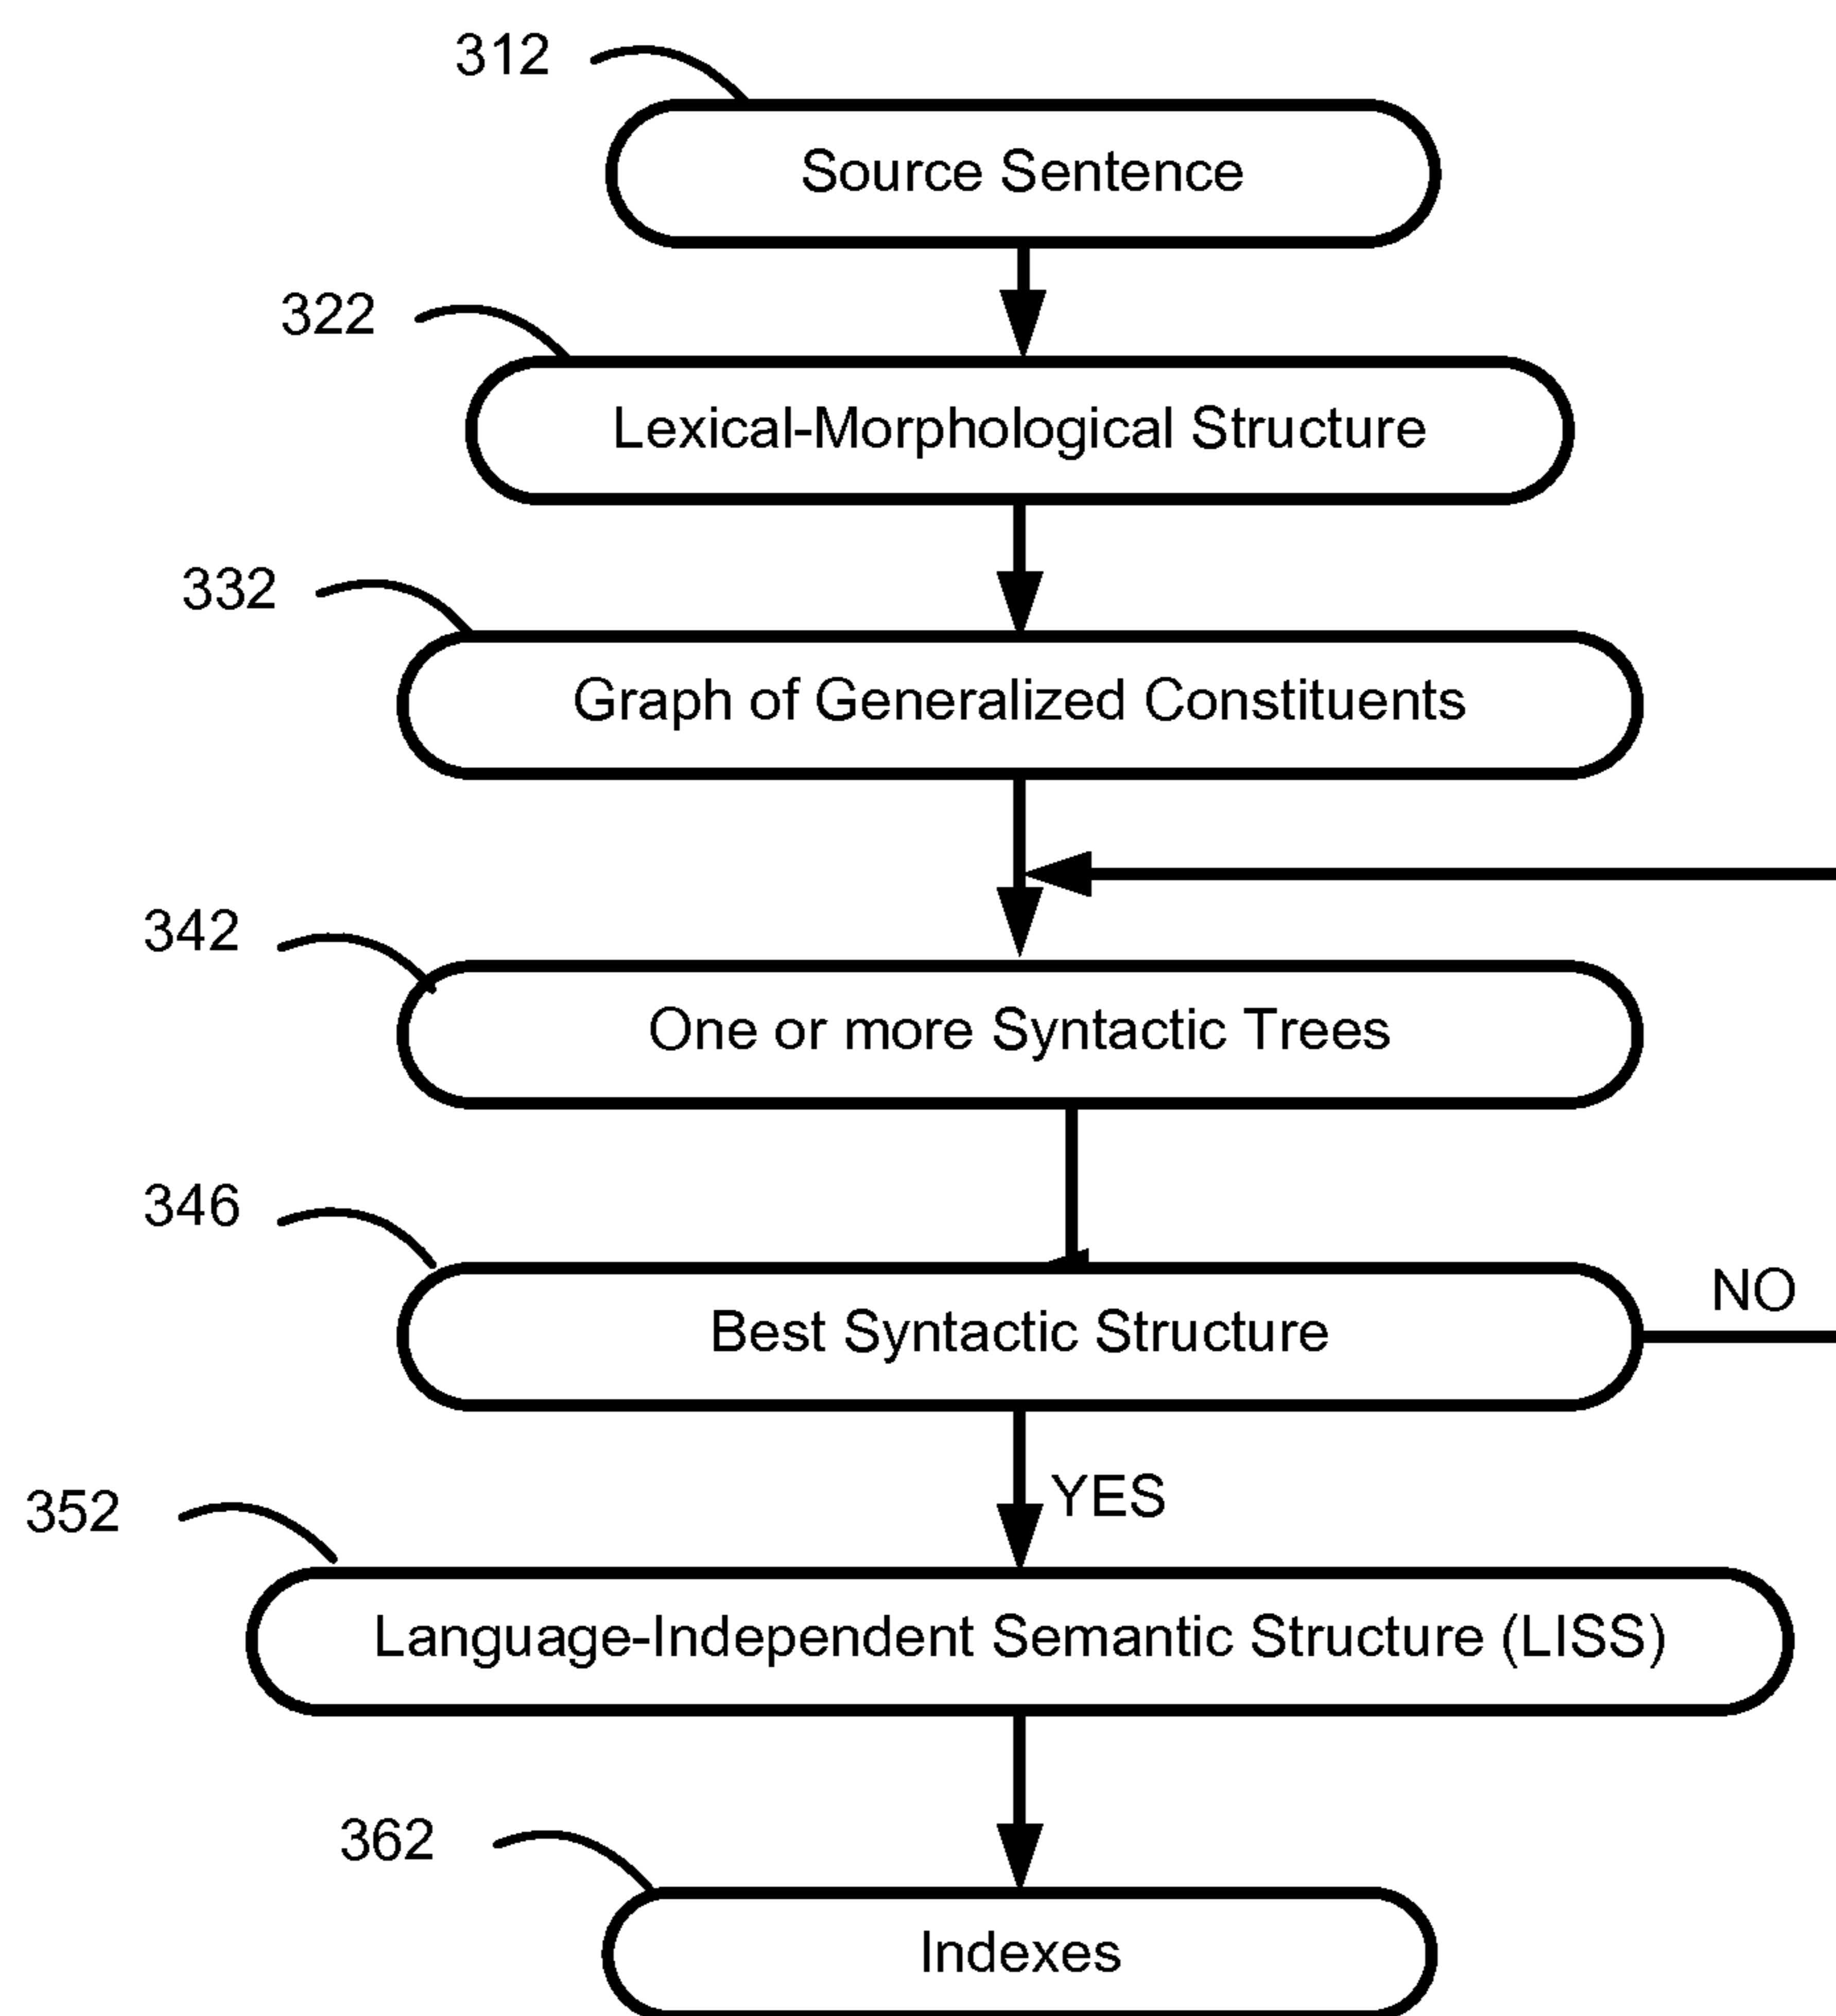 312
Source Sentence
322
Lexical-Morphological Structure
332
Graph of Generalized Constituents
342
One or more Syntactic Trees
346
Best Syntactic Structure
NO
YES
352
Language-Independent Semantic Structure (LISS)
362
Indexes